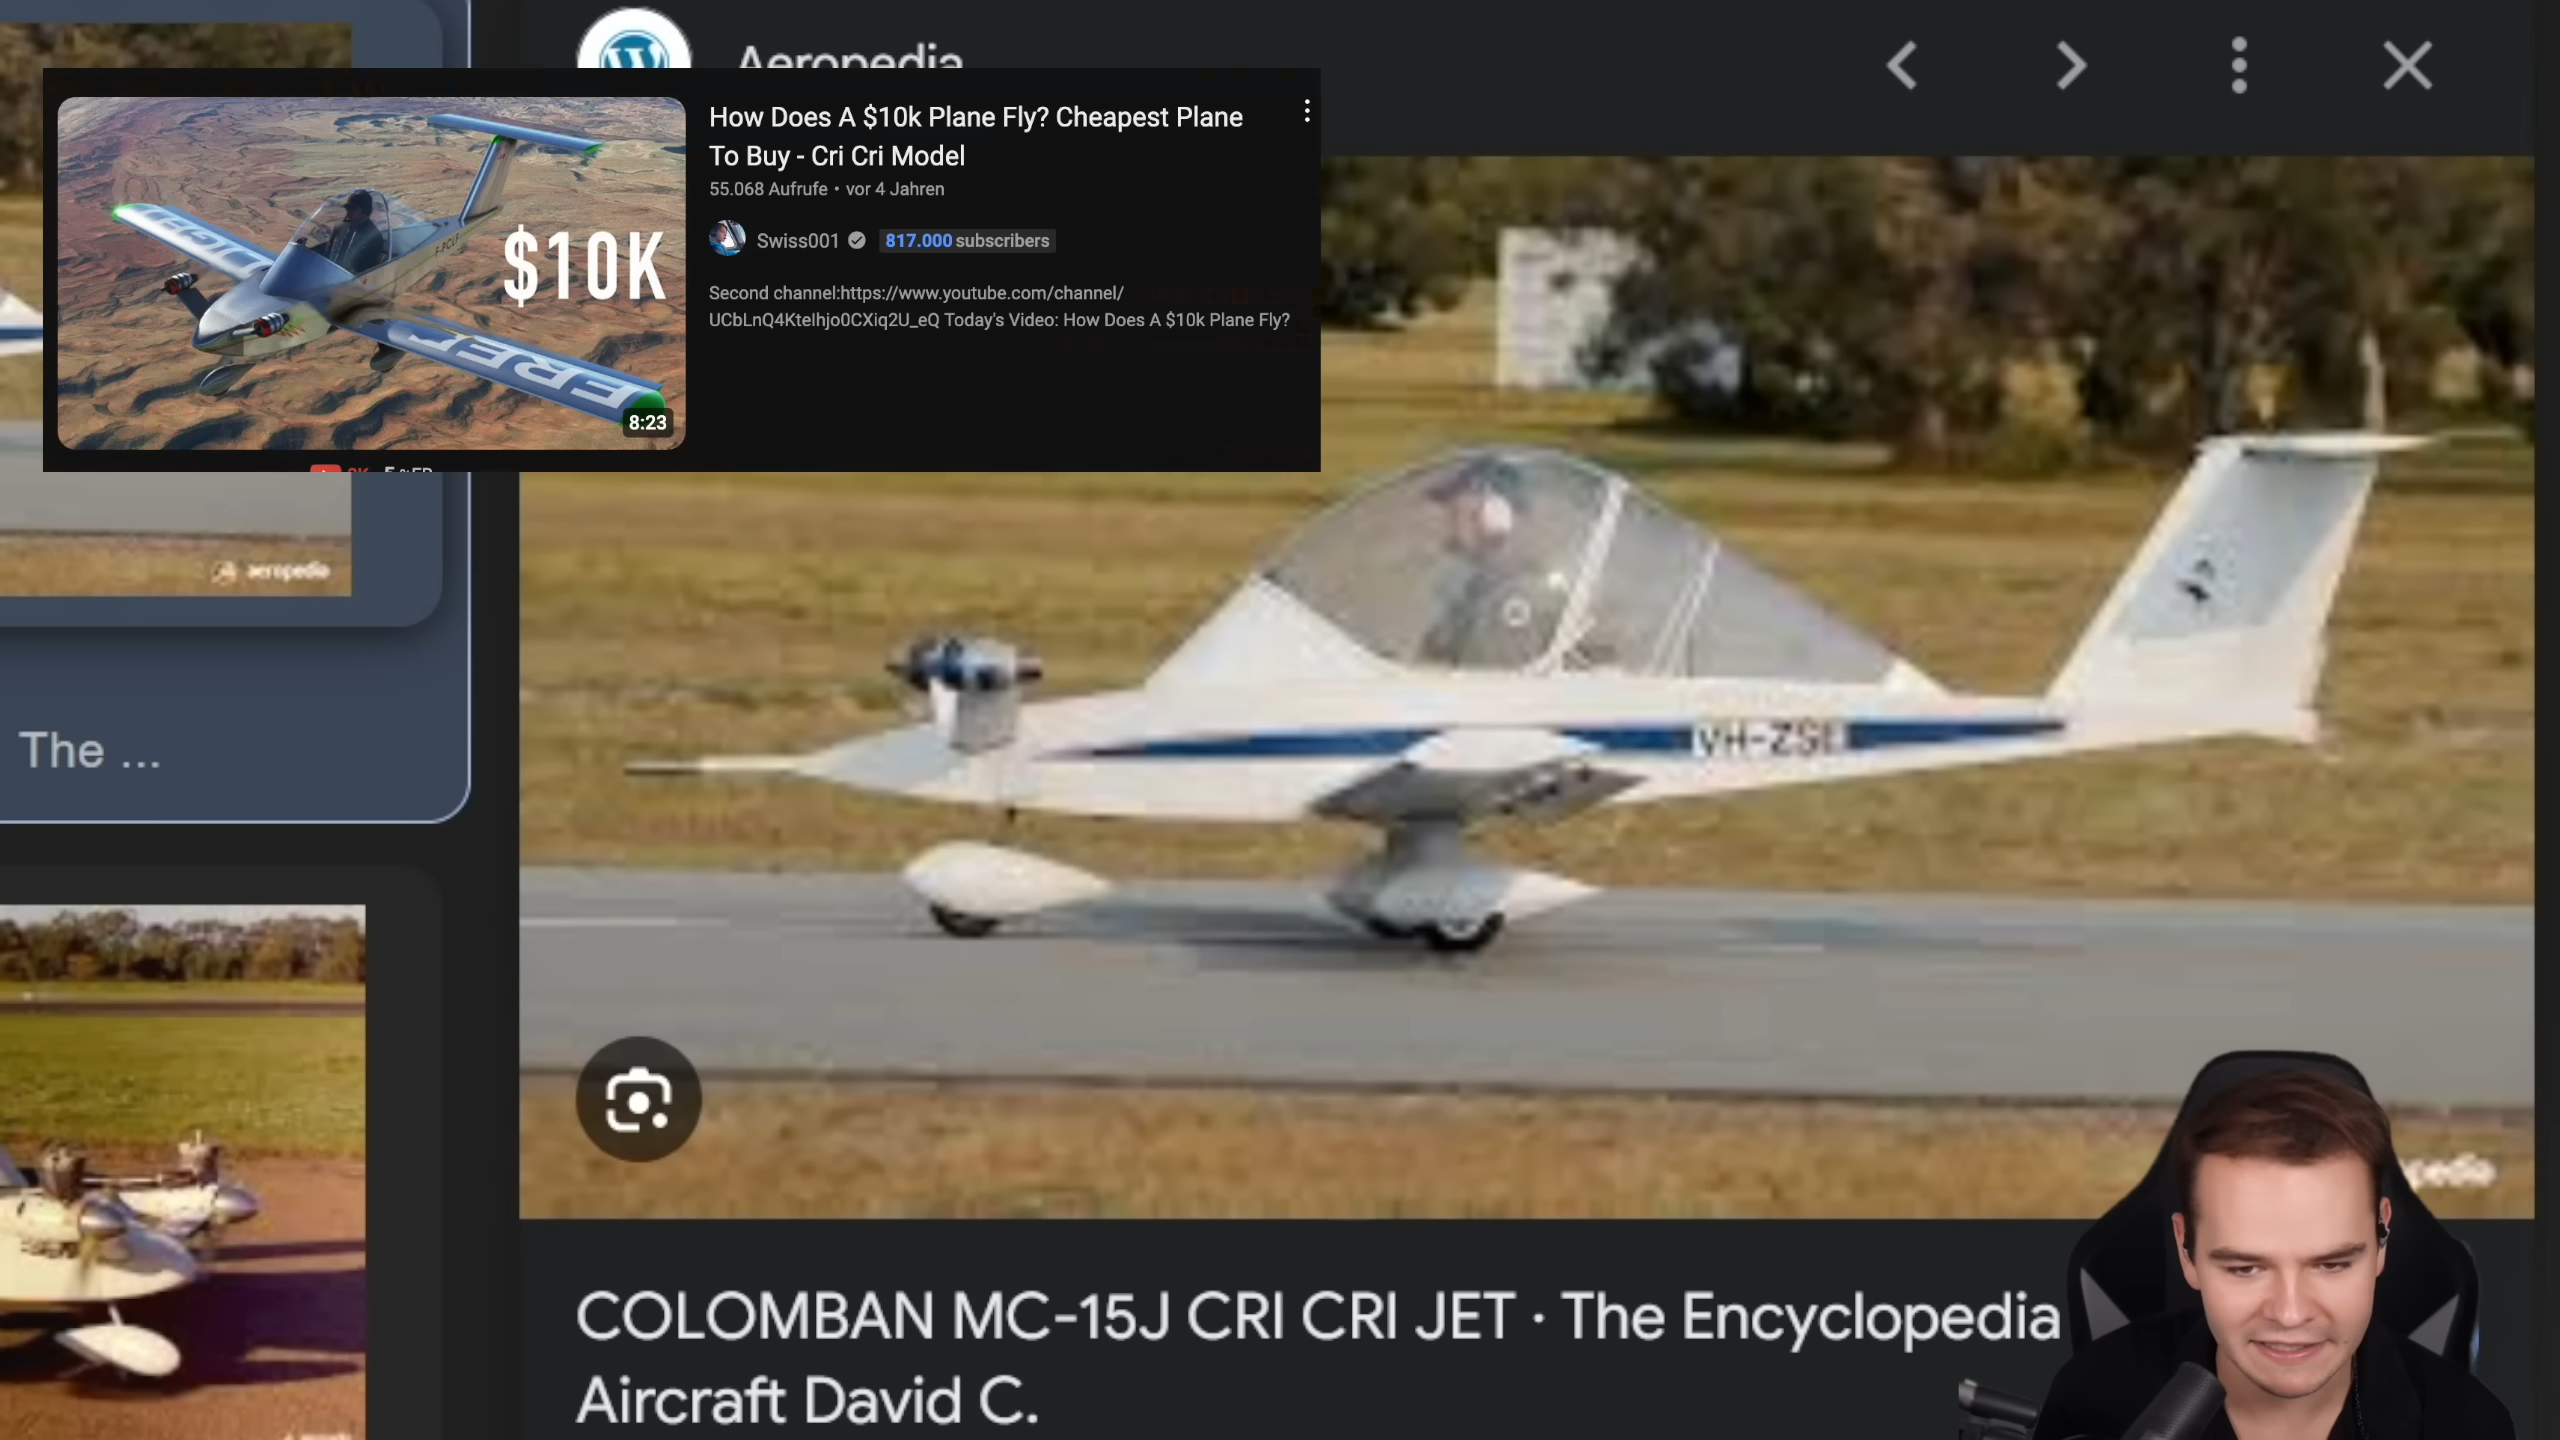 Aeropedia
How Does A $10k Plane Fly? Cheapest Plane
To Buy - Cri Cri Model
55.068 Aufrufe • vor 4 Jahren
Swiss001
817.000 subscribers
Second channel:https://www.youtube.com/channel/
UCbLnQ4Ktelhjo0CXiq2U_eQ Today's Video: How Does A $10k Plane Fly?
$10K
F-PCLF
8:23
aeropedia
The ...
COLOMBAN MC-15J CRI CRI JET · The Encyclopedia
Aircraft David C.